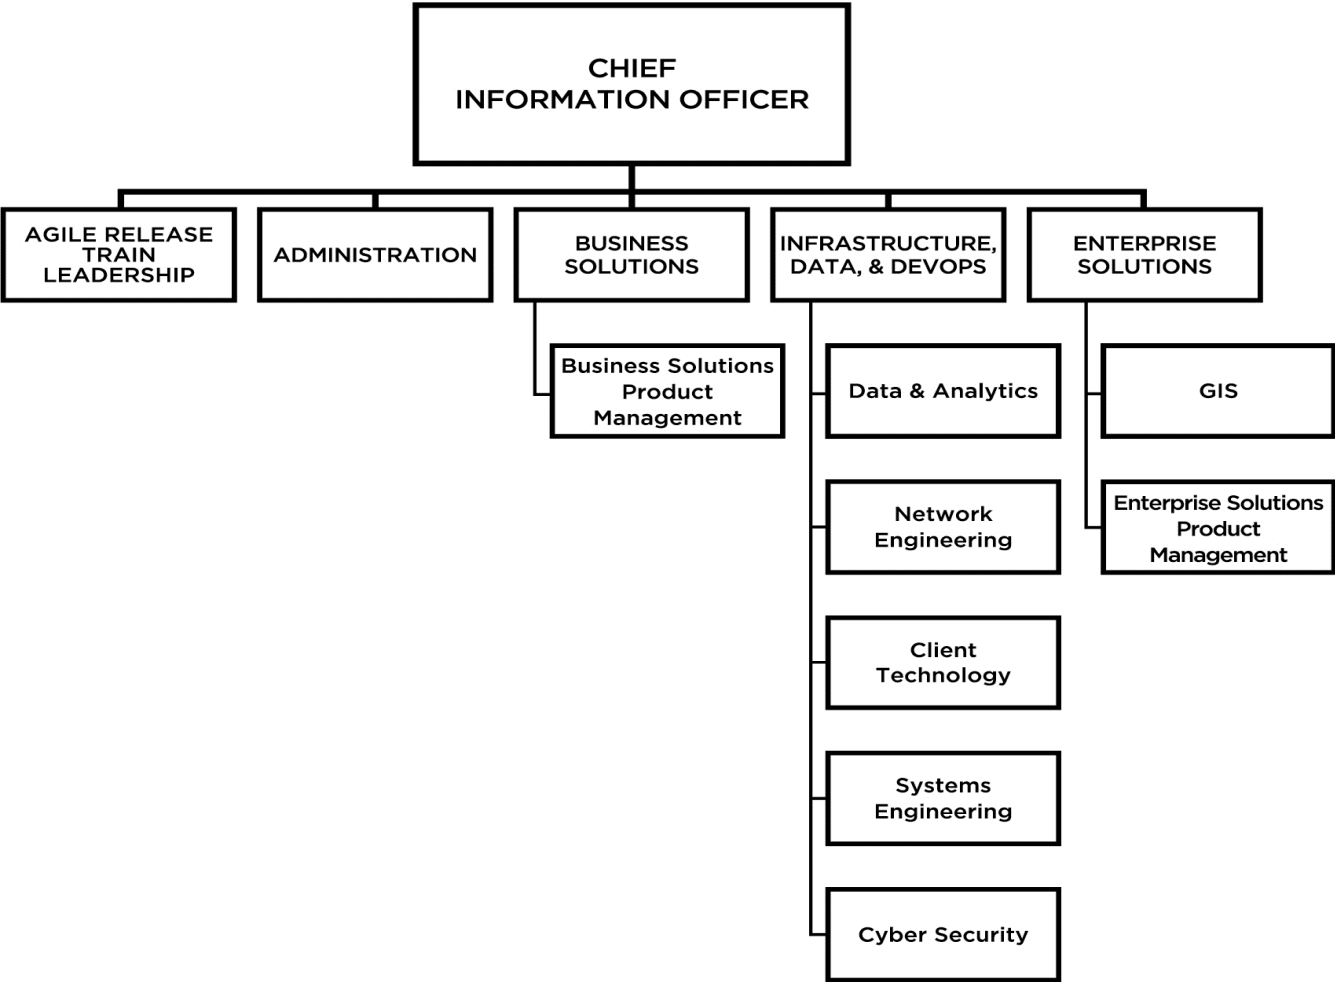 CHIEF
INFORMATION OFFICER
AGILE RELEASE
TRAIN
LEADERSHIP
ADMINISTRATION
BUSINESS
SOLUTIONS
INFRASTRUCTURE,
DATA, & DEVOPS
ENTERPRISE
SOLUTIONS
Business Solutions
Product
Management
Data & Analytics
Network
Engineering
Client
Technology
Systems
Engineering
Cyber Security
GIS
Enterprise Solutions
Product
Management